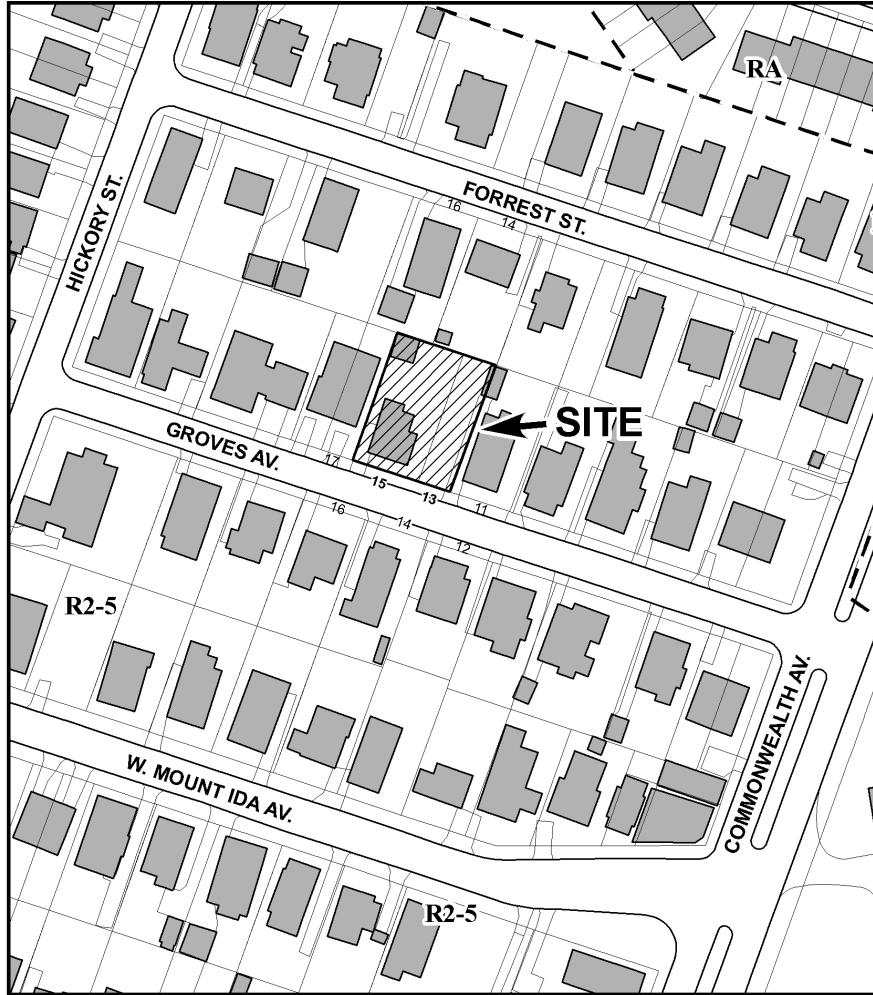 RA
FORREST ST.
16
14
HICKORY ST.
SITE
GROVES AV.
17
15
13
11
16
14
12
R2-5
COMMONWEALTH AV.
W. MOUNT IDA AV.
R2-5